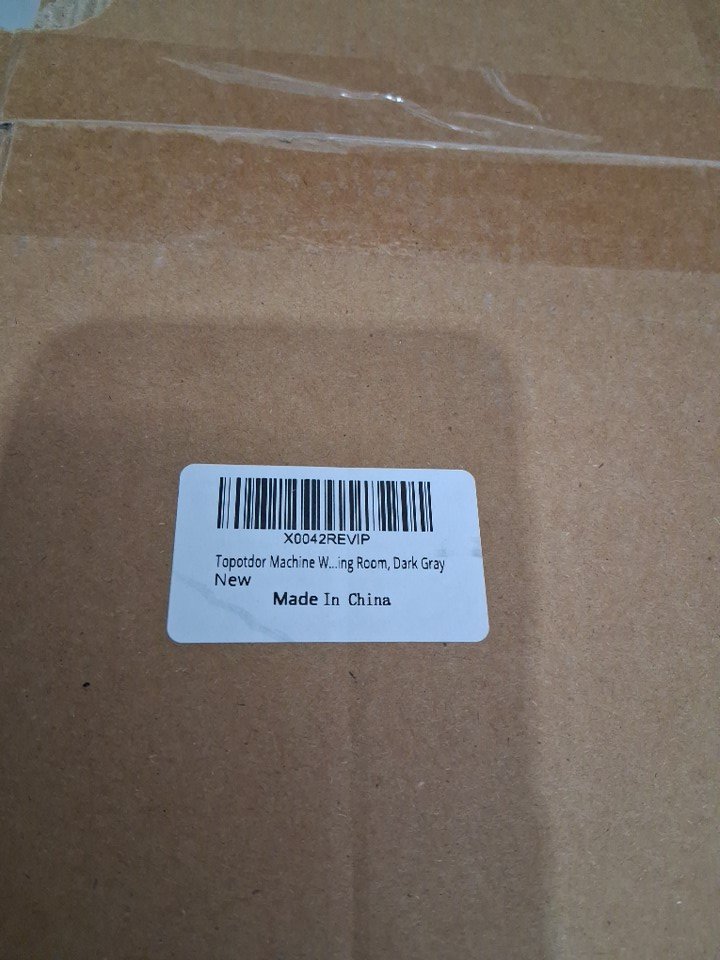 X0042REVIP
Topotdor Machine W...ing Room, Dark Gray
New
Made In China